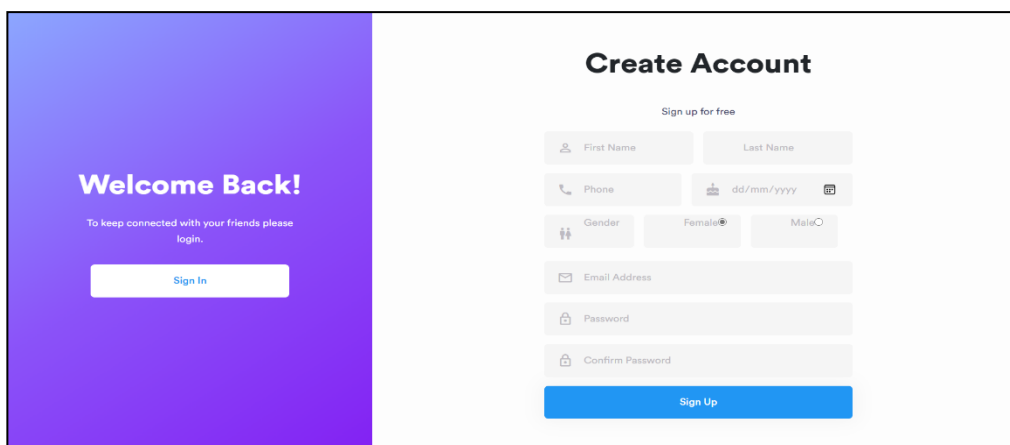 Welcome Back!
To keep connected with your friends please
login.
Sign In
Create Account
Sign up for free
First Name
Last Name
Phone
dd/mm/yyyy
Gender
Female
Male
Email Address
Password
Confirm Password
Sign Up